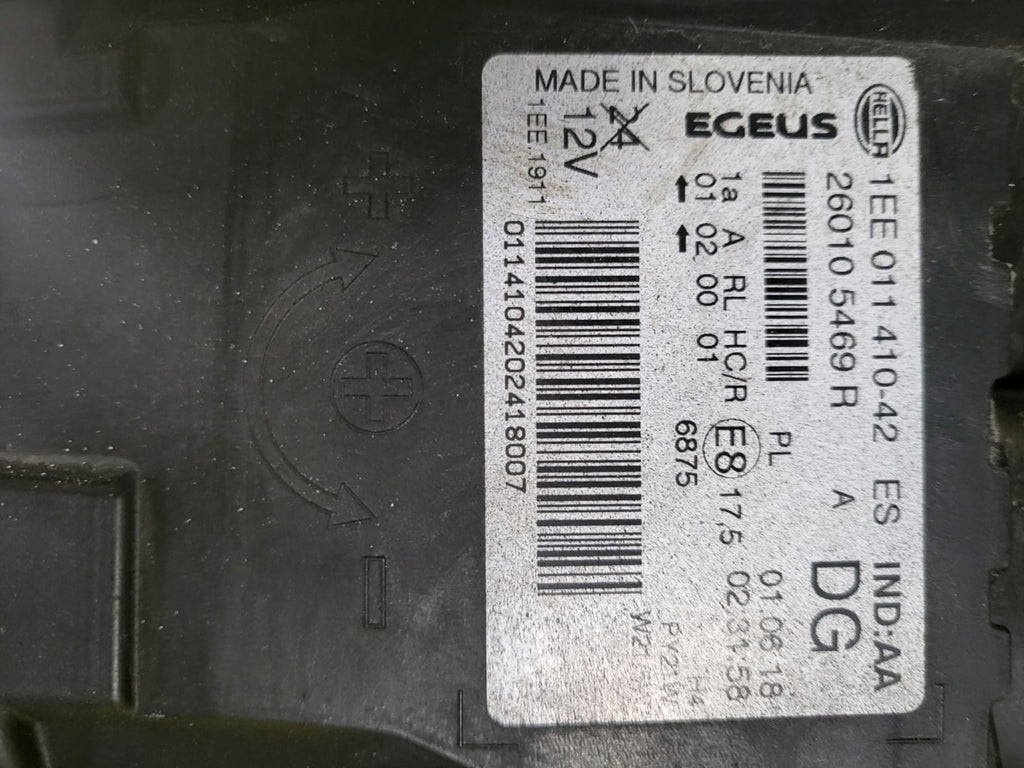 MADE IN SLOVENIA
HELLA
EGEUS
1EE 011 410-42 ES IND:AA
26010 5469 R A DG
PL 01.06.18
1a A RL HC/R E8 17,5 02.31.58
01 02 00 01 6875
← ←
24
12V
1EE 1911
H4
PY21W
011410420202418007
+
-